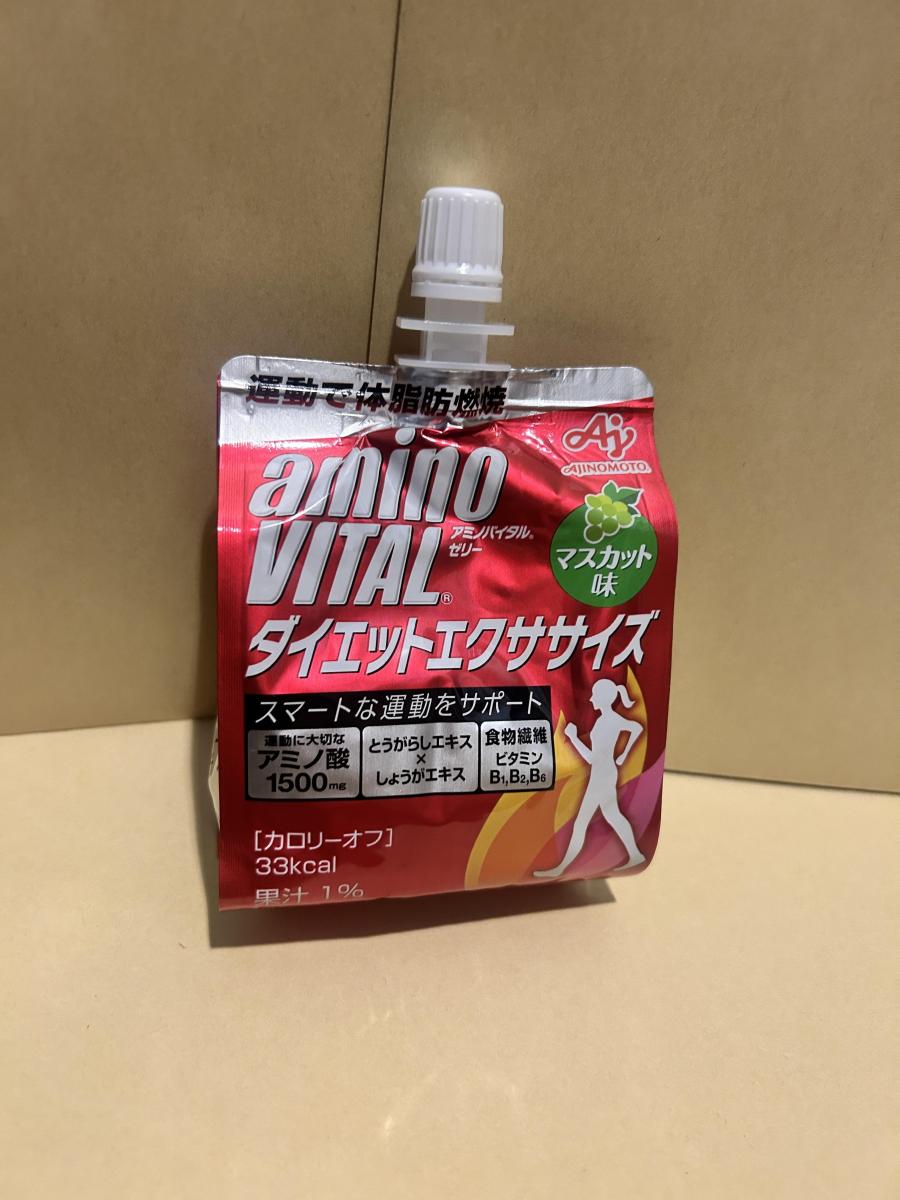 運動で体脂肪燃焼
Aj
AJINOMOTO®
amino
VITAL®
アミノバイタル®
ゼリー
マスカット
味
ダイエットエクササイズ
スマートな運動をサポート
運動に大切な
アミノ酸
1500mg
とうがらしエキス
×
しょうがエキス
食物繊維
ビタミン
B1,B2,B6
[カロリーオフ]
33kcal
果汁 1%